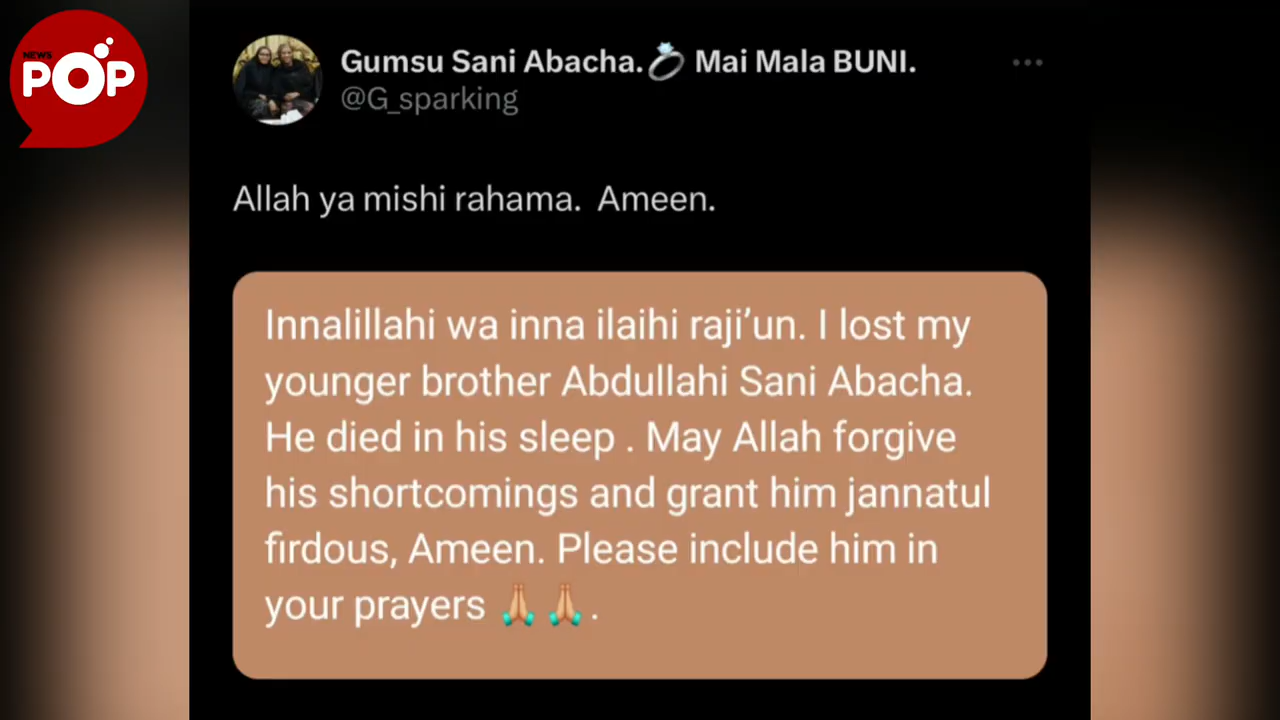 NEWS
POP
Gumsu Sani Abacha.💍 Mai Mala BUNI.
@G_sparking
Allah ya mishi rahama. Ameen.
Innalillahi wa inna ilaihi raji’un. I lost my
younger brother Abdullahi Sani Abacha.
He died in his sleep . May Allah forgive
his shortcomings and grant him jannatul
firdous, Ameen. Please include him in
your prayers 🙏🏼🙏🏼.